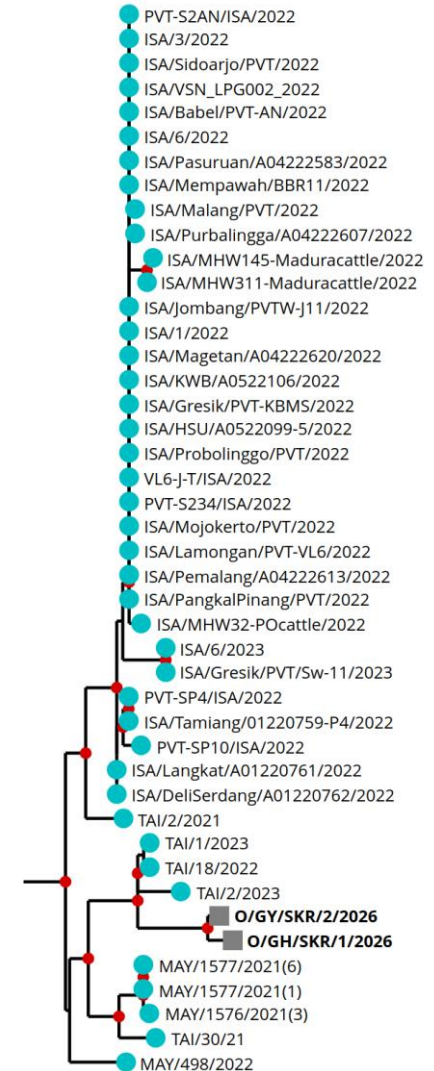 PVT-S2AN/ISA/2022
ISA/3/2022
ISA/Sidoarjo/PVT/2022
ISA/VSN_LPG002_2022
ISA/Babel/PVT-AN/2022
ISA/6/2022
ISA/Pasuruan/A04222583/2022
ISA/Mempawah/BBR11/2022
ISA/Malang/PVT/2022
ISA/Purbalingga/A04222607/2022
ISA/MHW145-Maduracattle/2022
ISA/MHW311-Maduracattle/2022
ISA/Jombang/PVTW-J11/2022
ISA/1/2022
ISA/Magetan/A04222620/2022
ISA/KWB/A0522106/2022
ISA/Gresik/PVT-KBMS/2022
ISA/HSU/A0522099-5/2022
ISA/Probolinggo/PVT/2022
VL6-J-T/ISA/2022
PVT-S234/ISA/2022
ISA/Mojokerto/PVT/2022
ISA/Lamongan/PVT-VL6/2022
ISA/Pemalang/A04222613/2022
ISA/PangkalPinang/PVT/2022
ISA/MHW32-POcattle/2022
ISA/6/2023
ISA/Gresik/PVT/Sw-11/2023
PVT-SP4/ISA/2022
ISA/Tamiang/01220759-P4/2022
PVT-SP10/ISA/2022
ISA/Langkat/A01220761/2022
ISA/DeliSerdang/A01220762/2022
TAI/2/2021
TAI/1/2023
TAI/18/2022
TAI/2/2023
O/GY/SKR/2/2026
O/GH/SKR/1/2026
MAY/1577/2021(6)
MAY/1577/2021(1)
MAY/1576/2021(3)
TAI/30/21
MAY/498/2022